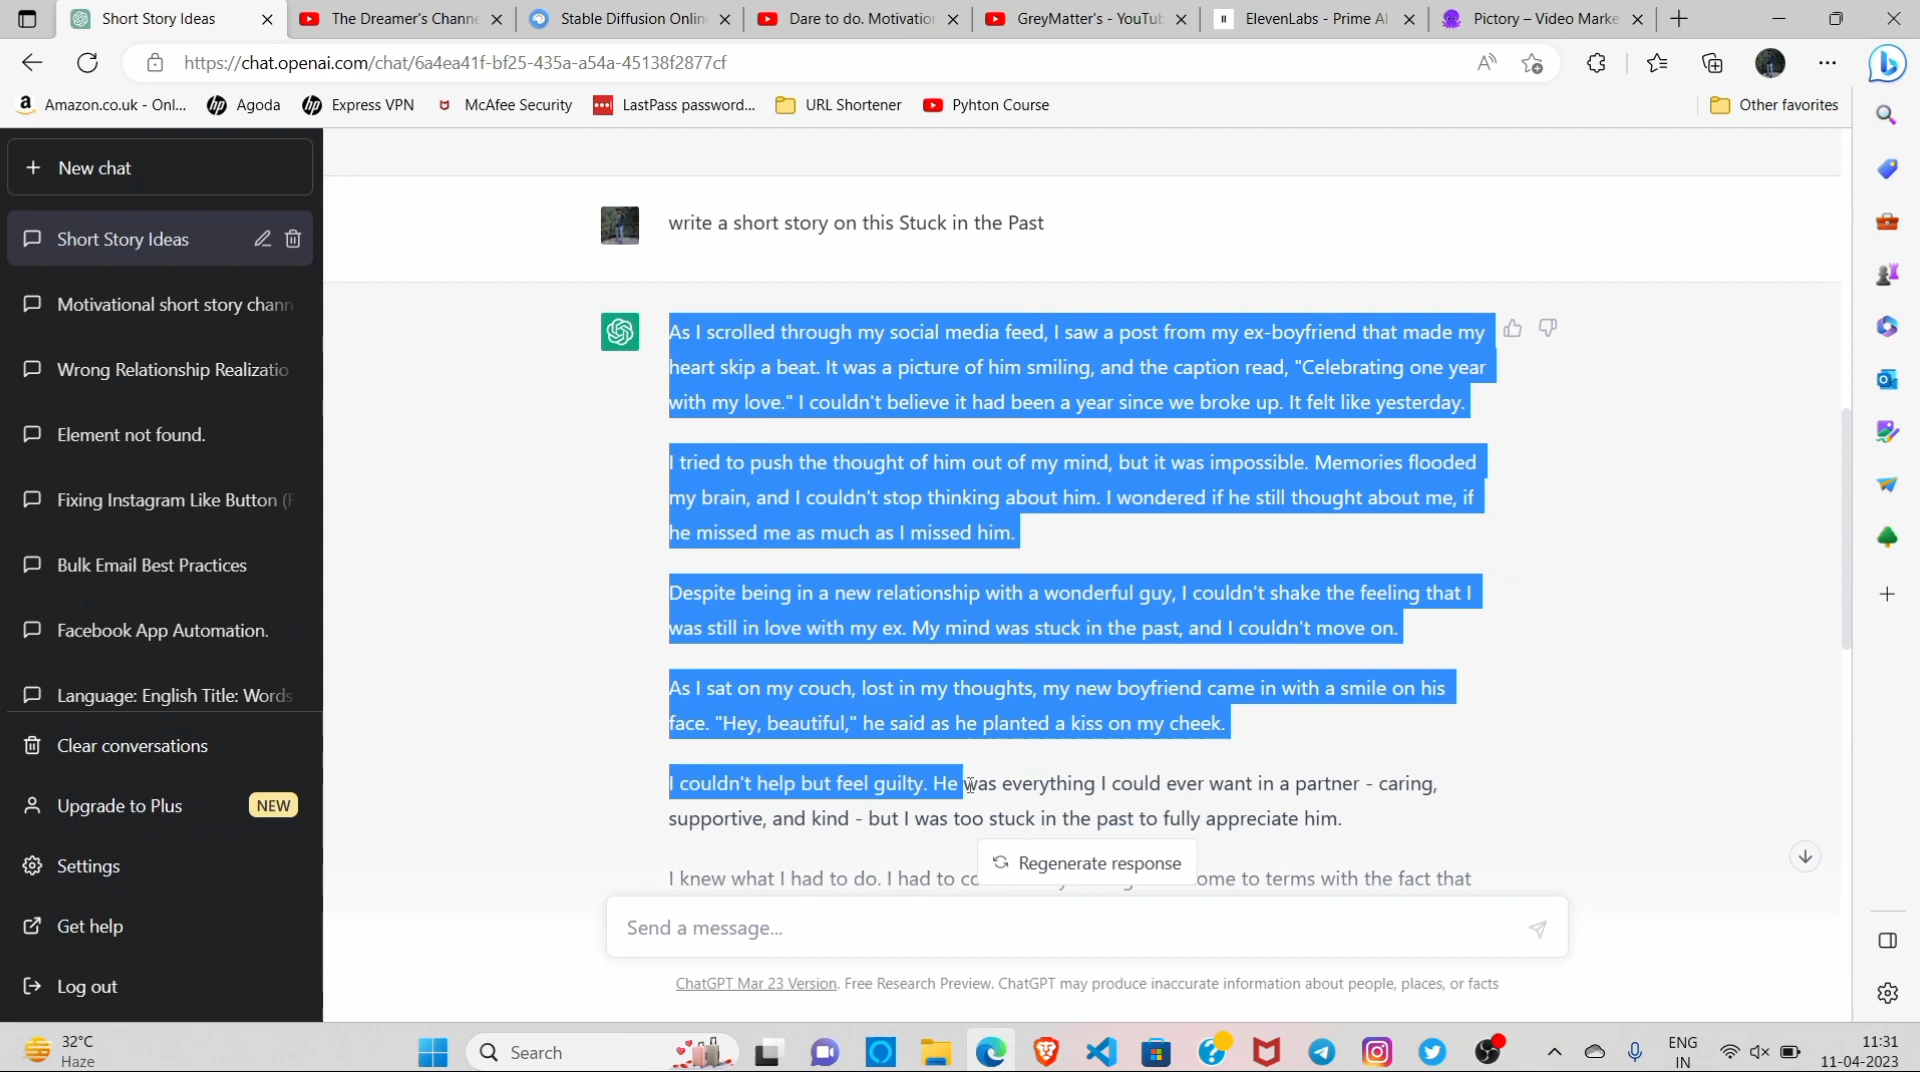 Short Story Ideas
The Dreamer's Chann
Stable Diffusion Onlin
Dare to do. Motivatio
GreyMatter's - YouTub
ElevenLabs - Prime AI
Pictory – Video Marke
https://chat.openai.com/chat/6a4ea41f-bf25-435a-a54a-45138f2877cf
Amazon.co.uk - Onl...
Agoda
Express VPN
McAfee Security
LastPass password...
URL Shortener
Pyhton Course
Other favorites
New chat
Short Story Ideas
Motivational short story chann
Wrong Relationship Realizatio
Element not found.
Fixing Instagram Like Button (F
Bulk Email Best Practices
Facebook App Automation.
Language: English Title: Words
Clear conversations
Upgrade to Plus
NEW
Settings
Get help
Log out
write a short story on this Stuck in the Past
As I scrolled through my social media feed, I saw a post from my ex-boyfriend that made my
heart skip a beat. It was a picture of him smiling, and the caption read, "Celebrating one year
with my love." I couldn't believe it had been a year since we broke up. It felt like yesterday.
I tried to push the thought of him out of my mind, but it was impossible. Memories flooded
my brain, and I couldn't stop thinking about him. I wondered if he still thought about me, if
he missed me as much as I missed him.
Despite being in a new relationship with a wonderful guy, I couldn't shake the feeling that I
was still in love with my ex. My mind was stuck in the past, and I couldn't move on.
As I sat on my couch, lost in my thoughts, my new boyfriend came in with a smile on his
face. "Hey, beautiful," he said as he planted a kiss on my cheek.
I couldn't help but feel guilty. He was everything I could ever want in a partner - caring,
supportive, and kind - but I was too stuck in the past to fully appreciate him.
Regenerate response
I knew what I had to do. I had to to terms with the fact that
Send a message...
ChatGPT Mar 23 Version. Free Research Preview. ChatGPT may produce inaccurate information about people, places, or facts
32°C
Haze
Search
ENG
IN
11:31
11-04-2023